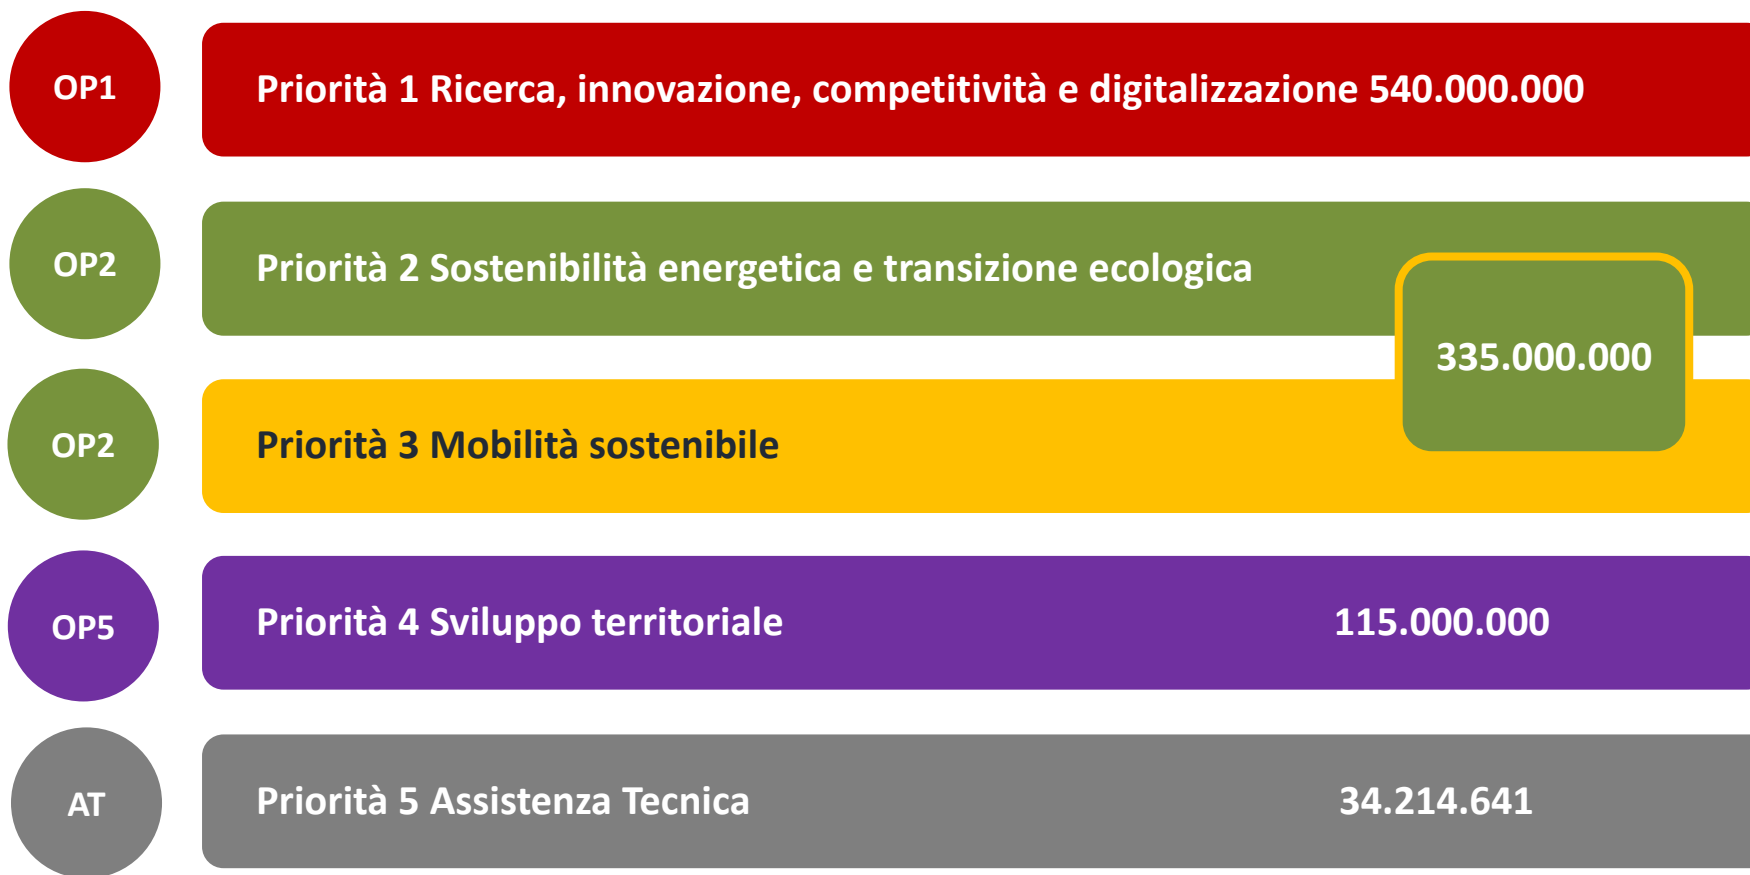 OP1
Priorità 1 Ricerca, innovazione, competitività e digitalizzazione 540.000.000
OP2
Priorità 2 Sostenibilità energetica e transizione ecologica
335.000.000
OP2
Priorità 3 Mobilità sostenibile
OP5
Priorità 4 Sviluppo territoriale 115.000.000
AT
Priorità 5 Assistenza Tecnica 34.214.641